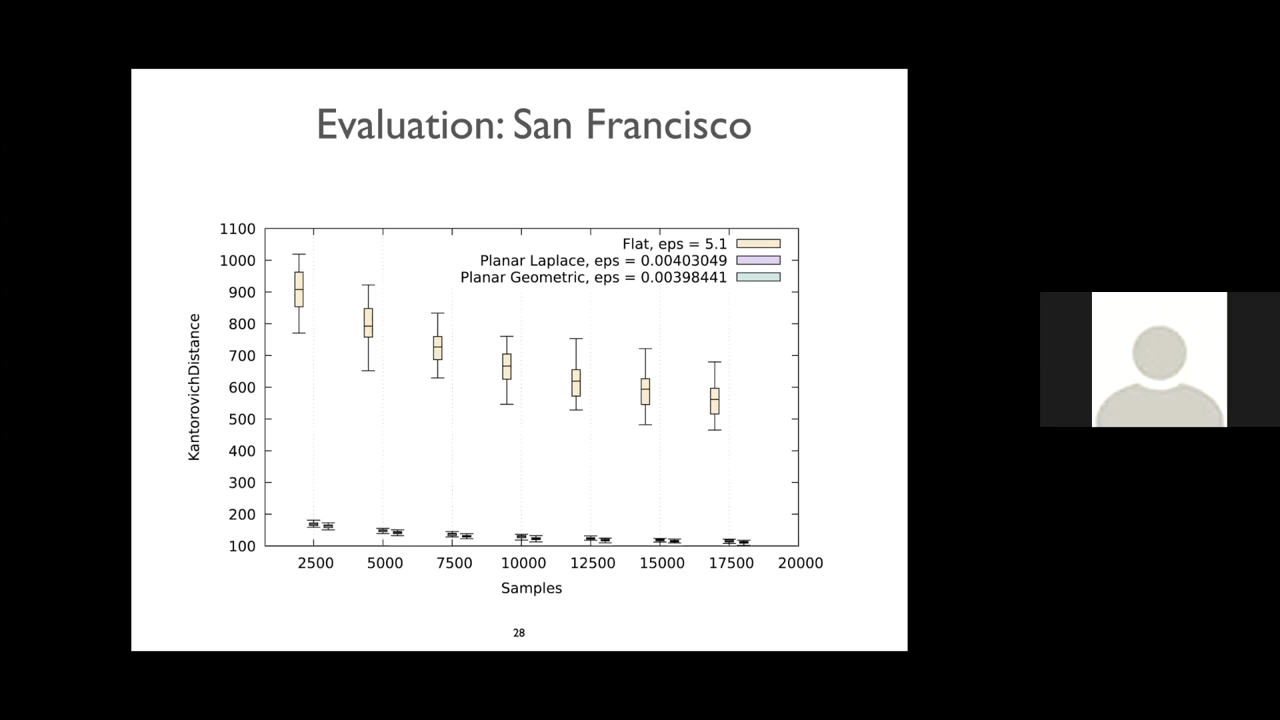 Evaluation: San Francisco
1100
1000
900
800
700
600
500
400
300
200
100
KantorovichDistance
Flat, eps = 5.1
Planar Laplace, eps = 0.00403049
Planar Geometric, eps = 0.00398441
2500 5000 7500 10000 12500 15000 17500 20000
Samples
28